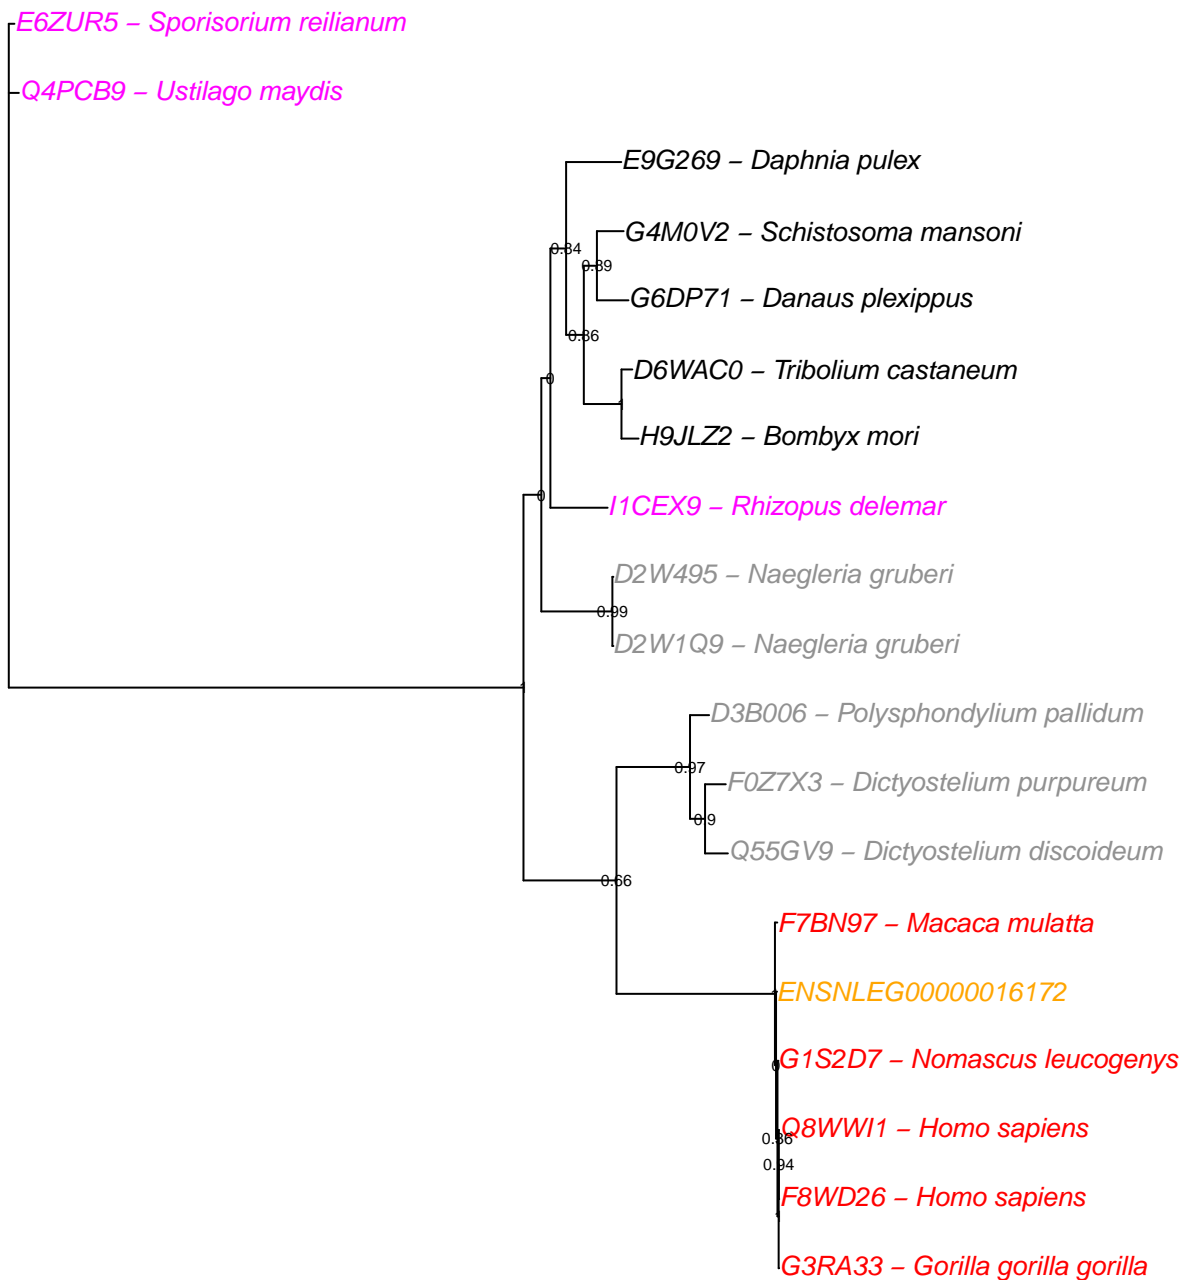 E6ZUR5 – Sporisorium reilianum
Q4PCB9 – Ustilago maydis
E9G269 – Daphnia pulex
G4M0V2 – Schistosoma mansoni
0.84
0.89
G6DP71 – Danaus plexippus
0.86
D6WAC0 – Tribolium castaneum
0
1
H9JLZ2 – Bombyx mori
0
I1CEX9 – Rhizopus delemar
D2W495 – Naegleria gruberi
0.99
D2W1Q9 – Naegleria gruberi
1
D3B006 – Polysphondylium pallidum
0.97
F0Z7X3 – Dictyostelium purpureum
0.9
Q55GV9 – Dictyostelium discoideum
0.66
F7BN97 – Macaca mulatta
ENSNLEG00000016172
G1S2D7 – Nomascus leucogenys
0
Q8WWI1 – Homo sapiens
0.94
F8WD26 – Homo sapiens
G3RA33 – Gorilla gorilla gorilla